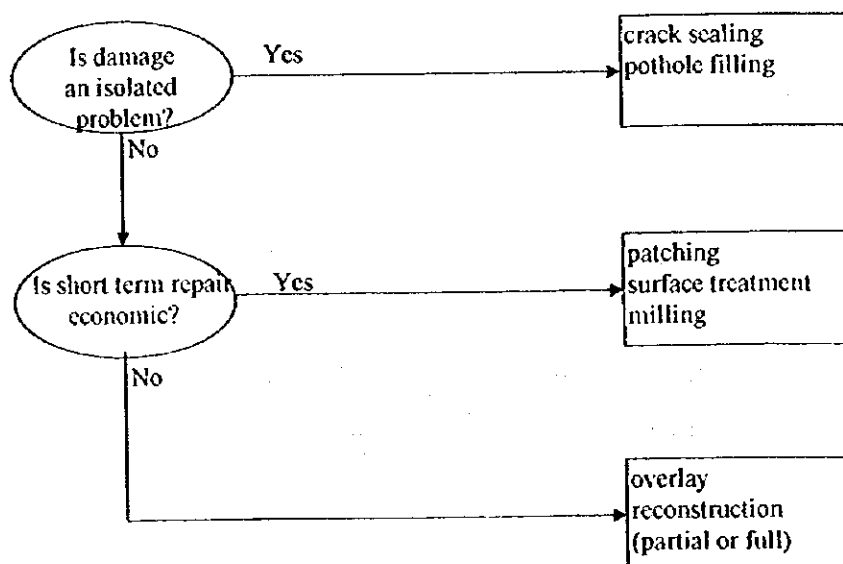 Is damage
an isolated
problem?
Yes
crack sealing
pothole filling
No
Is short term repair
economic?
Yes
patching
surface treatment
milling
No
overlay
reconstruction
(partial or full)